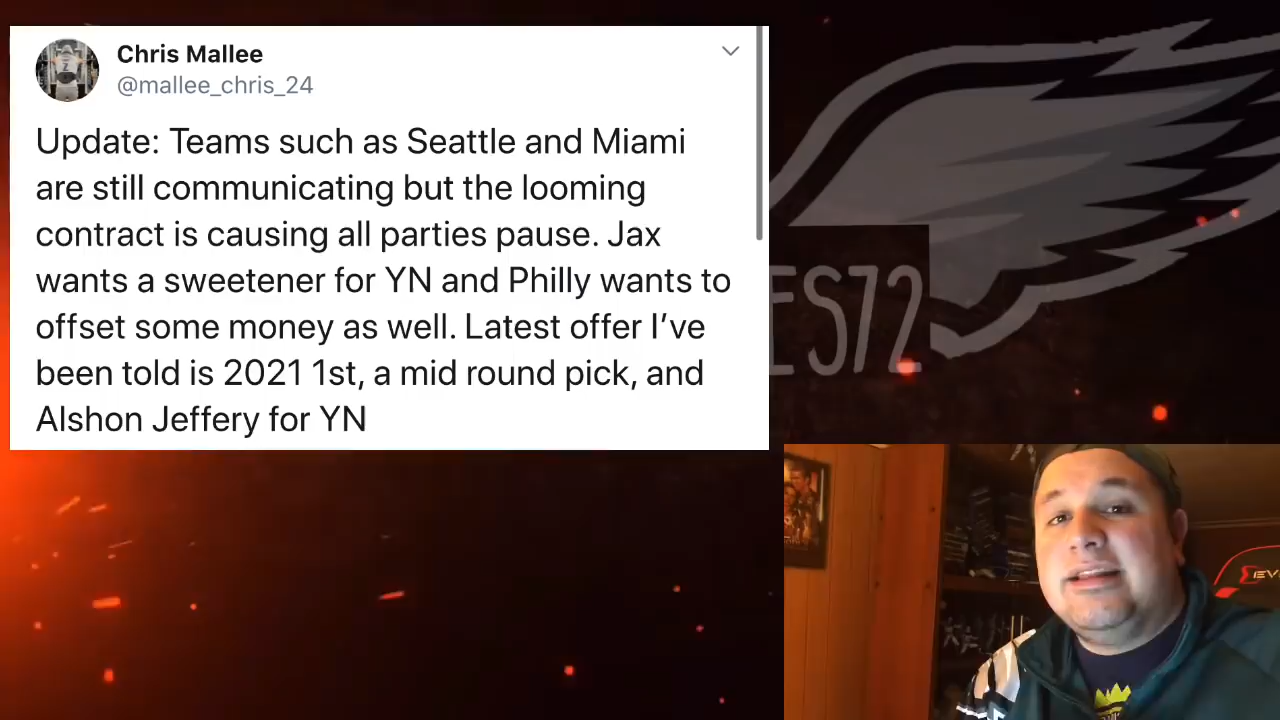 Chris Mallee
@mallee_chris_24
Update: Teams such as Seattle and Miami
are still communicating but the looming
contract is causing all parties pause. Jax
wants a sweetener for YN and Philly wants to
offset some money as well. Latest offer I’ve
been told is 2021 1st, a mid round pick, and
Alshon Jeffery for YN
ES72